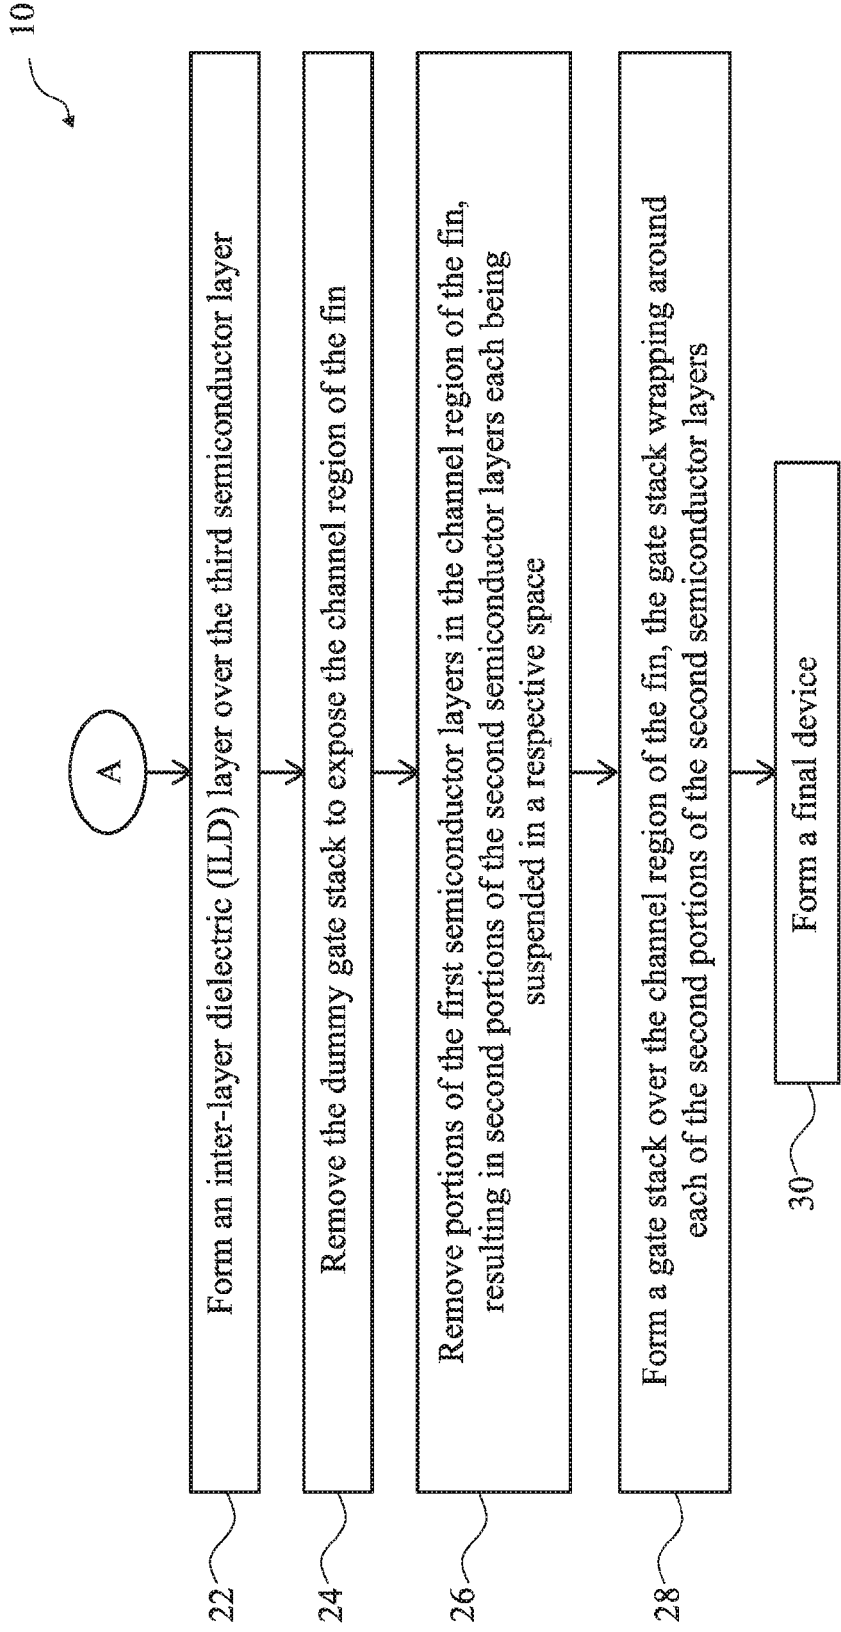 10
A
22
Form an inter-layer dielectric (ILD) layer over the third semiconductor layer
24
Remove the dummy gate stack to expose the channel region of the fin
26
Remove portions of the first semiconductor layers in the channel region of the fin,
resulting in second portions of the second semiconductor layers each being
suspended in a respective space
28
Form a gate stack over the channel region of the fin, the gate stack wrapping around
each of the second portions of the second semiconductor layers
30
Form a final device